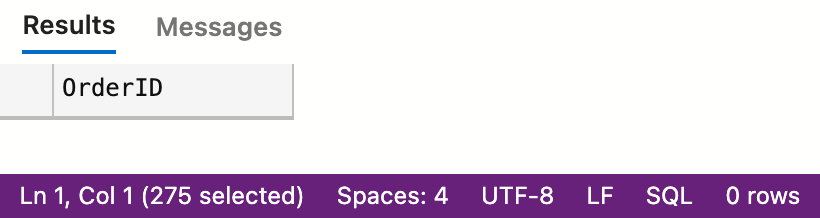 Results Messages
OrderID
Ln 1, Col 1 (275 selected) Spaces: 4 UTF-8 LF SQL 0 rows